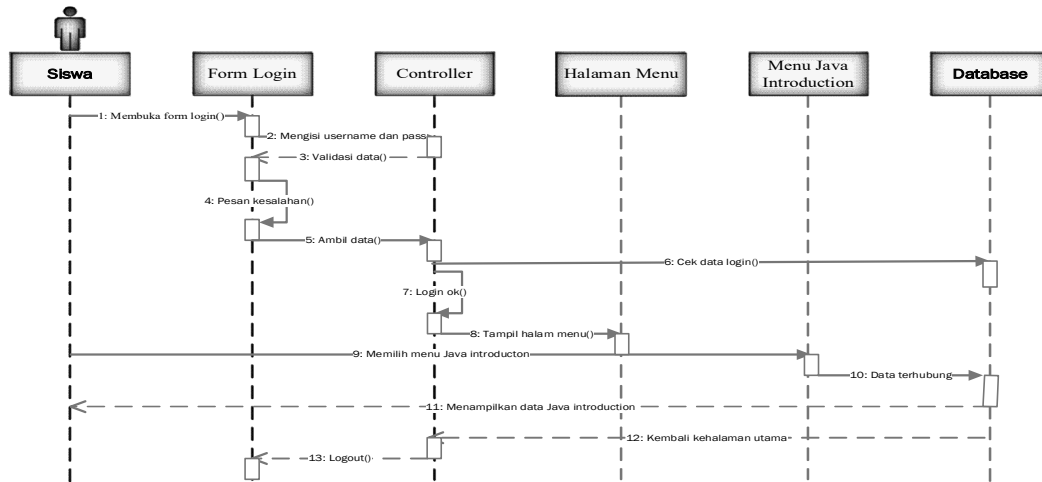 Siswa
Form Login
Controller
Halaman Menu
Menu Java
Introduction
Database
1: Membuka form login()
2: Mengisi username dan pass
3: Validasi data()
4: Pesan kesalahan()
5: Ambil data()
6: Cek data login()
7: Login ok()
8: Tampil halam menu()
9: Memilih menu Java introducton
10: Data terhubung
11: Menampilkan data Java introduction
12: Kembali kehalaman utama
13: Logout()